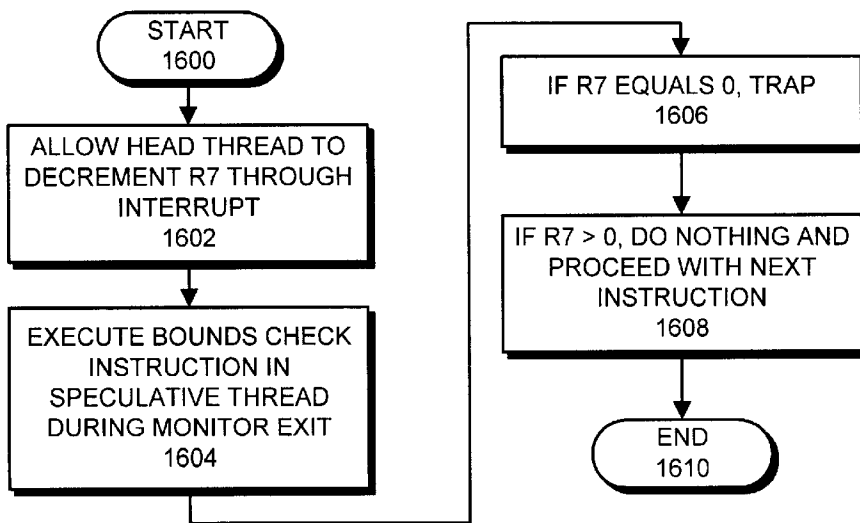 START
1600
ALLOW HEAD THREAD TO
DECREMENT R7 THROUGH
INTERRUPT
1602
EXECUTE BOUNDS CHECK
INSTRUCTION IN
SPECULATIVE THREAD
DURING MONITOR EXIT
1604
IF R7 EQUALS 0, TRAP
1606
IF R7 > 0, DO NOTHING AND
PROCEED WITH NEXT
INSTRUCTION
1608
END
1610